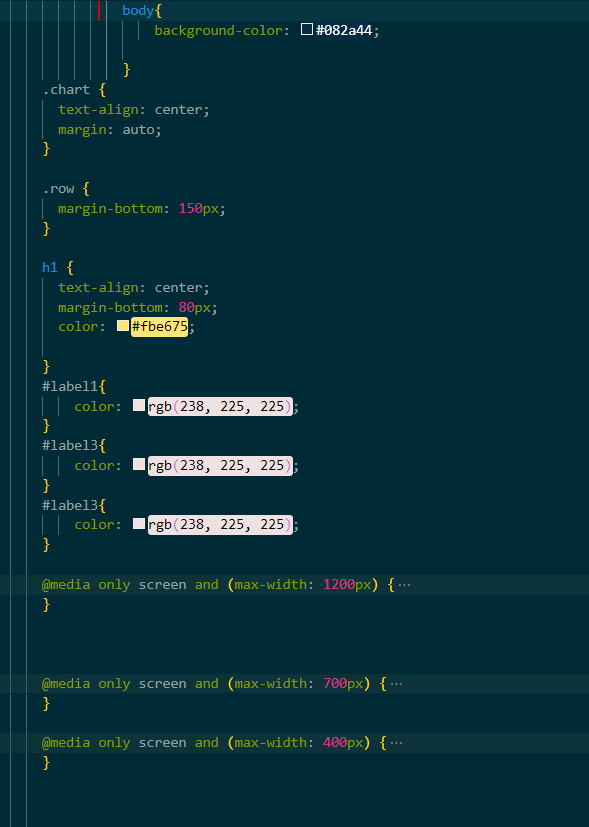 body{
background-color: #082a44;
}
.chart {
text-align: center;
margin: auto;
}
.row {
margin-bottom: 150px;
}
h1 {
text-align: center;
margin-bottom: 80px;
color: #fbe675;
}
#label1{
color: rgb(238, 225, 225);
}
#label3{
color: rgb(238, 225, 225);
}
#label3{
color: rgb(238, 225, 225);
}
@media only screen and (max-width: 1200px) {···
}
@media only screen and (max-width: 700px) {···
}
@media only screen and (max-width: 400px) {···
}